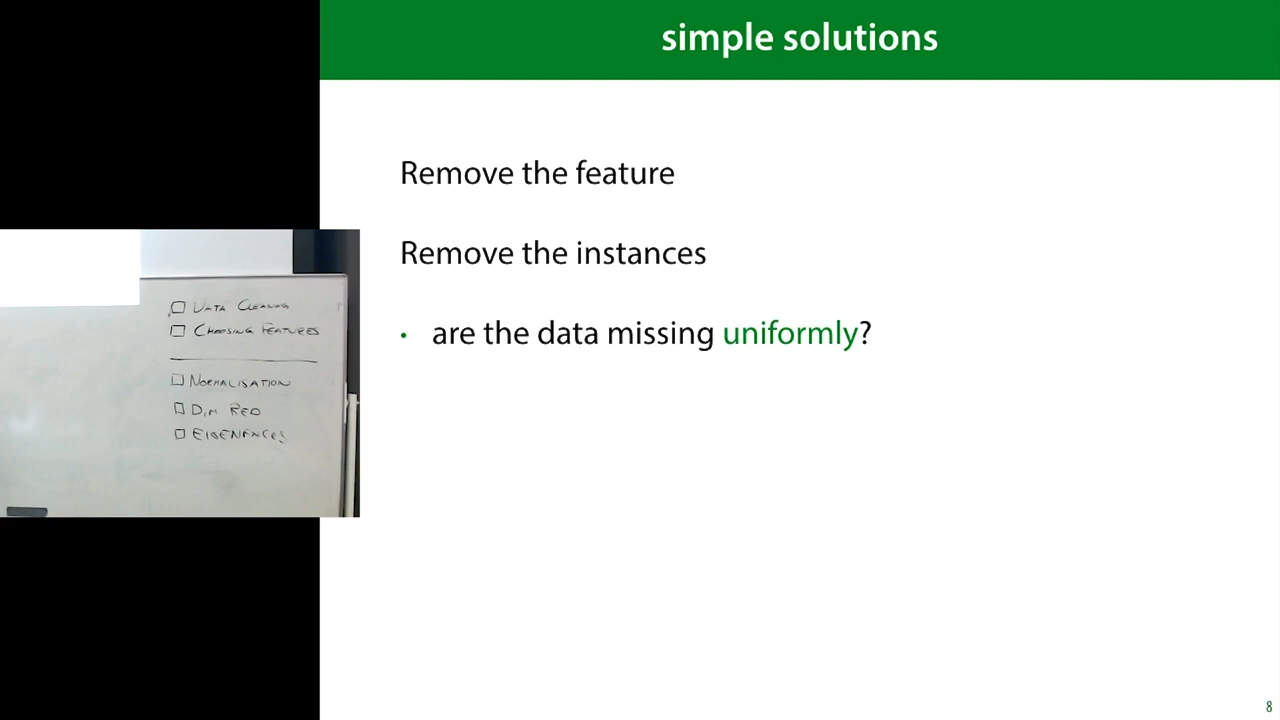 simple solutions
Remove the feature
Remove the instances
• are the data missing uniformly?
DATA CLEANING
CHOOSING FEATURES
NORMALISATION
DIM RED
EIGENFACES
8